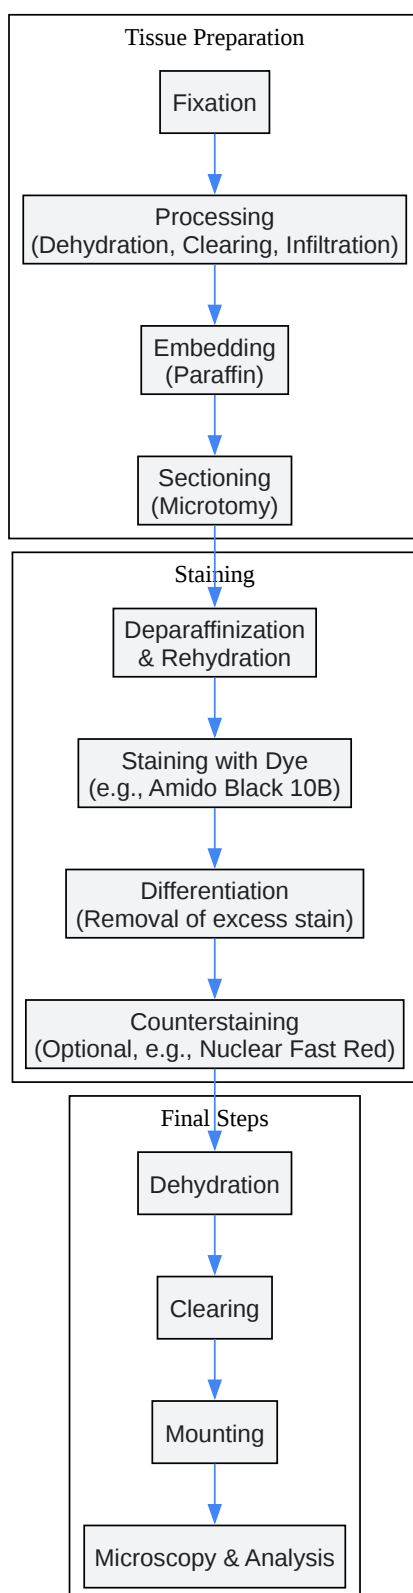 Tissue Preparation
Fixation
Processing
(Dehydration, Clearing, Infiltration)
Embedding
(Paraffin)
Sectioning
(Microtomy)
Staining
Deparaffinization
& Rehydration
Staining with Dye
(e.g., Amido Black 10B)
Differentiation
(Removal of excess stain)
Counterstaining
(Optional, e.g., Nuclear Fast Red)
Final Steps
Dehydration
Clearing
Mounting
Microscopy & Analysis